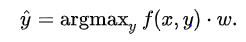 ŷ = argmax_y f(x, y) · w.